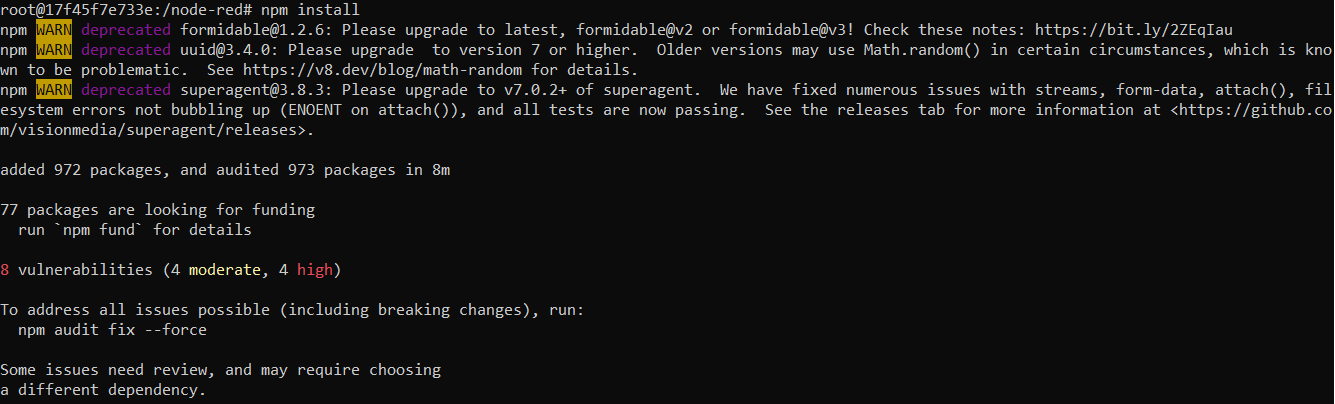 root@17f45f7e733e:/node-red# npm install
npm WARN deprecated formidable@1.2.6: Please upgrade to latest, formidable@v2 or formidable@v3! Check these notes: https://bit.ly/2ZEqIau
npm WARN deprecated uuid@3.4.0: Please upgrade  to version 7 or higher.  Older versions may use Math.random() in certain circumstances, which is kno
wn to be problematic.  See https://v8.dev/blog/math-random for details.
npm WARN deprecated superagent@3.8.3: Please upgrade to v7.0.2+ of superagent.  We have fixed numerous issues with streams, form-data, attach(), fil
esystem errors not bubbling up (ENOENT on attach()), and all tests are now passing.  See the releases tab for more information at <https://github.co
m/visionmedia/superagent/releases>.
added 972 packages, and audited 973 packages in 8m
77 packages are looking for funding
  run `npm fund` for details
8 vulnerabilities (4 moderate, 4 high)
To address all issues possible (including breaking changes), run:
  npm audit fix --force
Some issues need review, and may require choosing
a different dependency.